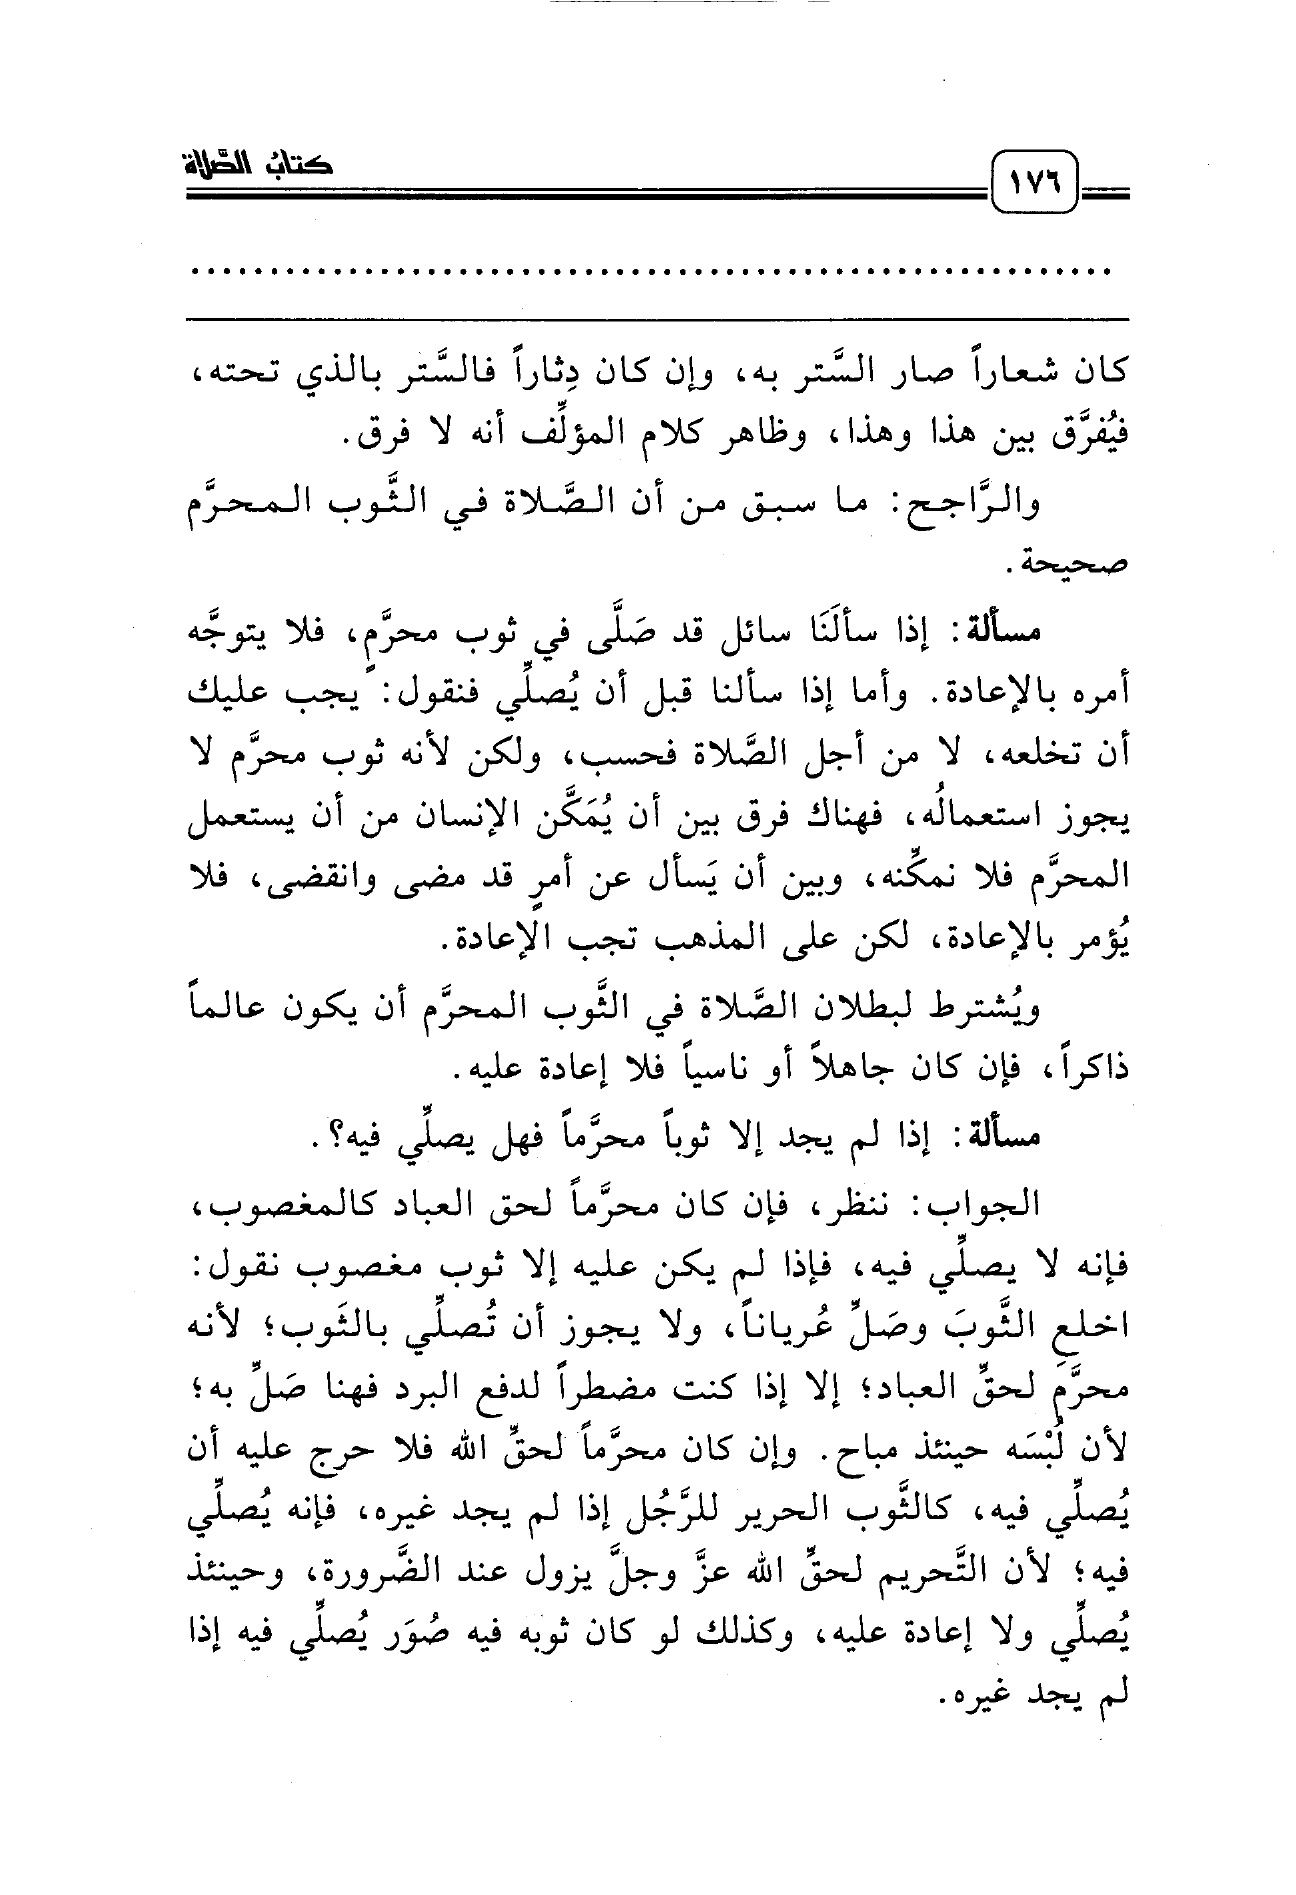 كتاب الصَّلاة
١٧٦
كان شعاراً صار السَّتر به، وإن كان دِثاراً فالسَّتر بالذي تحته،
فيُفرَّق بين هذا وهذا، وظاهر كلام المؤلِّف أنه لا فرق.
والرَّاجح: ما سبق من أن الصَّلاة في الثَّوب المحرَّم
صحيحة.
مسألة: إذا سألَنَا سائل قد صَلَّى في ثوب محرَّمٍ، فلا يتوجَّه
أمره بالإعادة. وأما إذا سألنا قبل أن يُصلِّي فنقول: يجب عليك
أن تخلعه، لا من أجل الصَّلاة فحسب، ولكن لأنه ثوب محرَّم لا
يجوز استعمالُه، فهناك فرق بين أن يُمَكَّن الإنسان من أن يستعمل
المحرَّم فلا نمكِّنه، وبين أن يَسأل عن أمرٍ قد مضى وانقضى، فلا
يُؤمر بالإعادة، لكن على المذهب تجب الإعادة.
ويُشترط لبطلان الصَّلاة في الثَّوب المحرَّم أن يكون عالماً
ذاكراً، فإن كان جاهلاً أو ناسياً فلا إعادة عليه.
مسألة: إذا لم يجد إلا ثوباً محرَّماً فهل يصلِّي فيه؟.
الجواب: ننظر، فإن كان محرَّماً لحق العباد كالمغصوب،
فإنه لا يصلِّي فيه، فإذا لم يكن عليه إلا ثوب مغصوب نقول:
اخلعِ الثَّوبَ وصَلِّ عُرياناً، ولا يجوز أن تُصلِّي بالثَوب؛ لأنه
محرَّم لحقِّ العباد؛ إلا إذا كنت مضطراً لدفع البرد فهنا صَلِّ به؛
لأن لُبْسَه حينئذ مباح. وإن كان محرَّماً لحقِّ الله فلا حرج عليه أن
يُصلِّي فيه، كالثَّوب الحرير للرَّجُل إذا لم يجد غيره، فإنه يُصلِّي
فيه؛ لأن التَّحريم لحقِّ الله عزَّ وجلَّ يزول عند الضَّرورة، وحينئذ
يُصلِّي ولا إعادة عليه، وكذلك لو كان ثوبه فيه صُوَر يُصلِّي فيه إذا
لم يجد غيره.